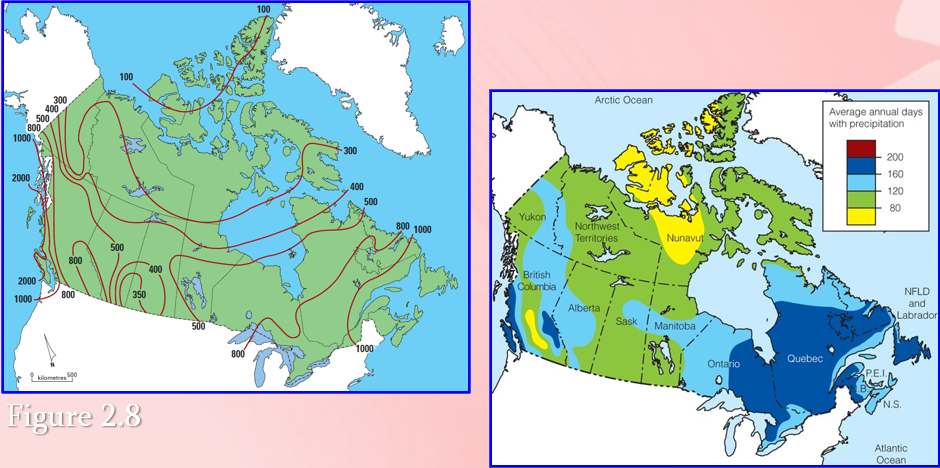 100
100
300
400
500
800
1000
2000
300
400
500
800 1000
500
800
400
350
2000
1000
800
500
800
1000
N
0 kilometres 500
Figure 2.8
Arctic Ocean
Average annual days
with precipitation
200
160
120
80
Yukon
Northwest
Territories
Nunavut
British
Columbia
Alberta
Sask
Manitoba
Ontario
Quebec
NFLD
and
Labrador
P.E.I.
N.B.
N.S.
Atlantic
Ocean